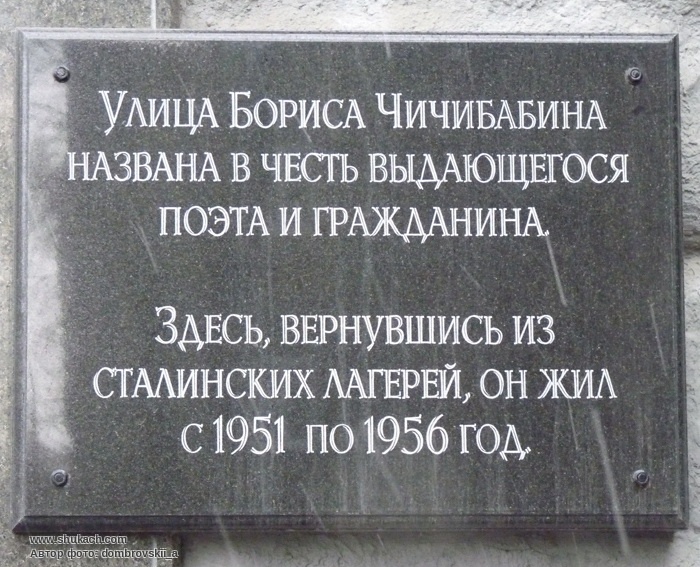 Улица Бориса Чичибабина
названа в честь выдающегося
поэта и гражданина.
Здесь, вернувшись из
сталинских лагерей, он жил
с 1951 по 1956 год.
www.shukach.com
Автор фото: dombrovskii_a